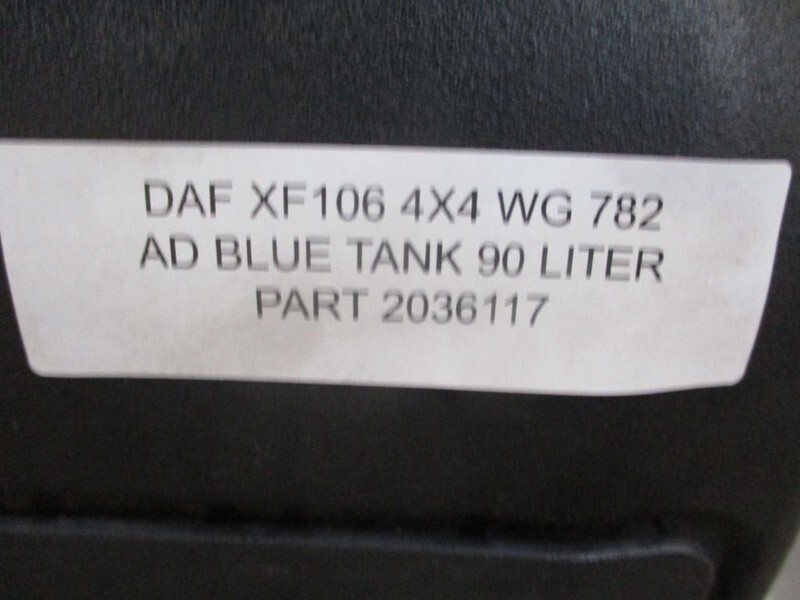 DAF XF106 4X4 WG 782
AD BLUE TANK 90 LITER
PART 2036117